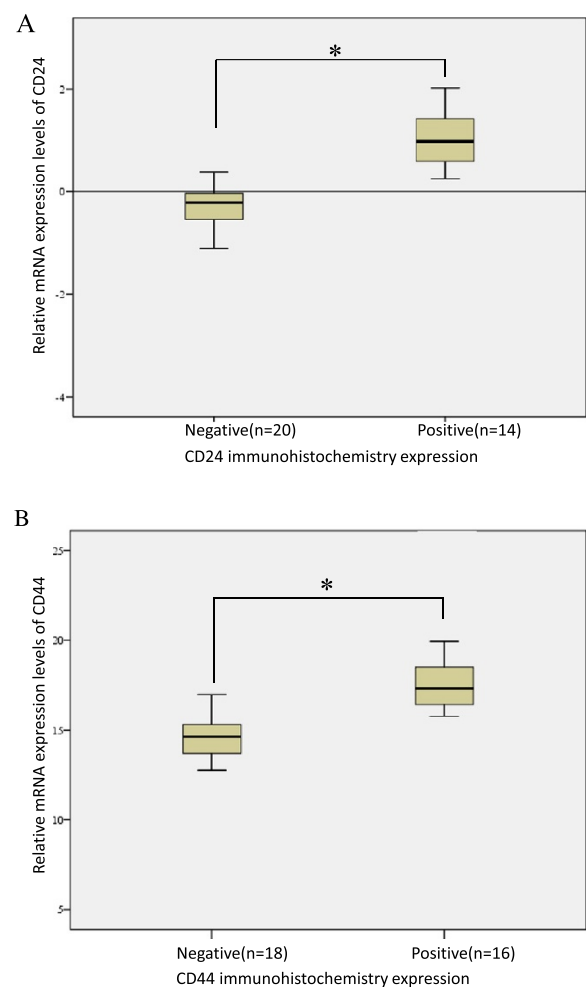 A
Relative mRNA expression levels of CD24
*
2
0
-2
-4
Negative(n=20) Positive(n=14)
CD24 immunohistochemistry expression
B
Relative mRNA expression levels of CD44
*
25
20
15
10
5
Negative(n=18) Positive(n=16)
CD44 immunohistochemistry expression